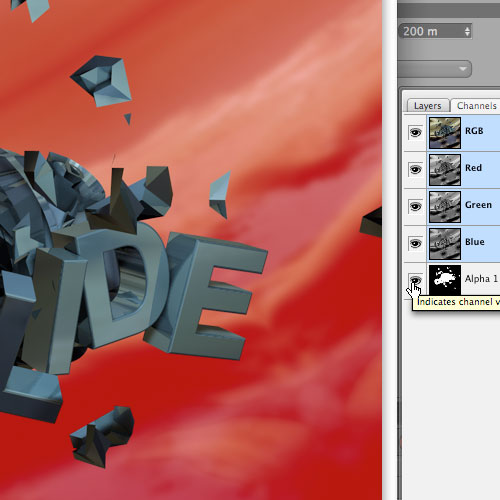 200 m
Layers Channels
RGB
Red
Green
Blue
Alpha 1
Indicates channel v
IDE